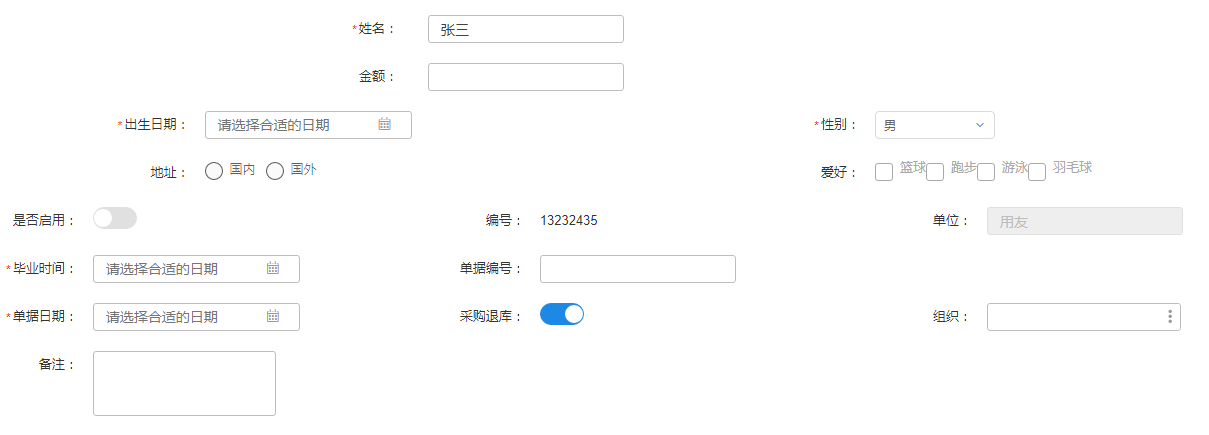 *姓名： 张三
金额：
*出生日期： 请选择合适的日期 *性别： 男
地址： 国内 国外 爱好： 篮球 跑步 游泳 羽毛球
是否启用： 编号： 13232435 单位： 用友
*毕业时间： 请选择合适的日期 单据编号：
*单据日期： 请选择合适的日期 采购退库： 组织：
备注：